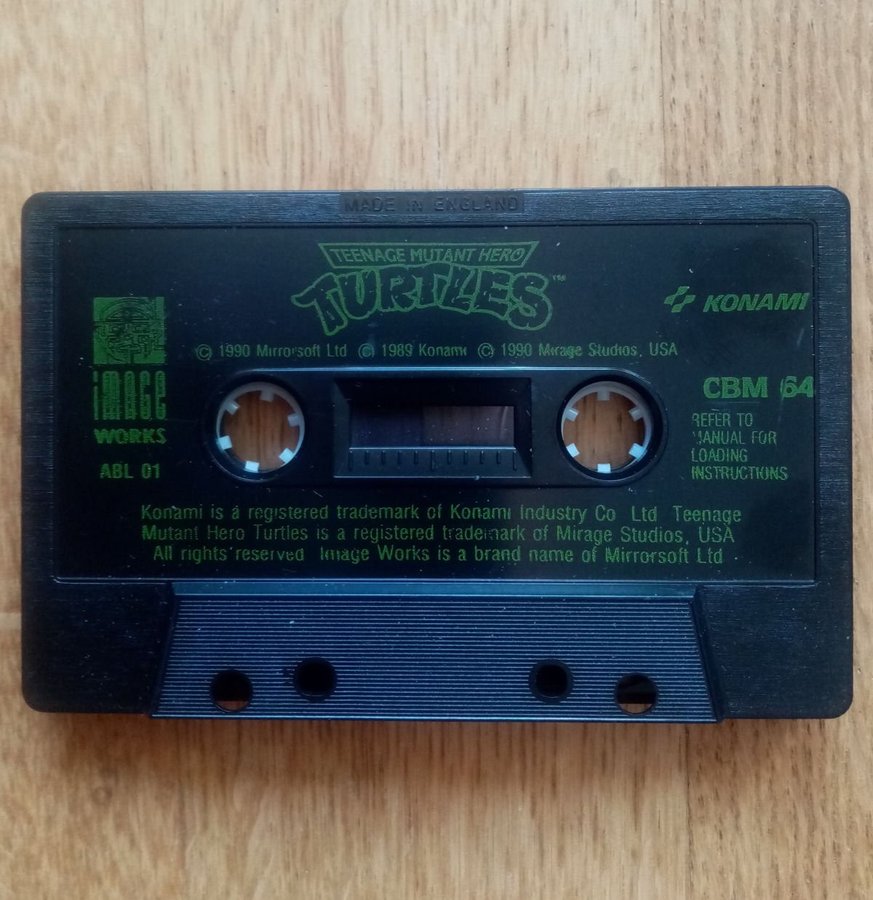 MADE IN ENGLAND
TEENAGE MUTANT HERO
TURTLES™
KONAMI
© 1990 Mirrorsoft Ltd © 1989 Konami © 1990 Mirage Studios, USA
IMAGE
WORKS
ABL 01
CBM 64
REFER TO
MANUAL FOR
LOADING
INSTRUCTIONS
Konami is a registered trademark of Konami Industry Co Ltd Teenage
Mutant Hero Turtles is a registered trademark of Mirage Studios, USA
All rights reserved Image Works is a brand name of Mirrorsoft Ltd